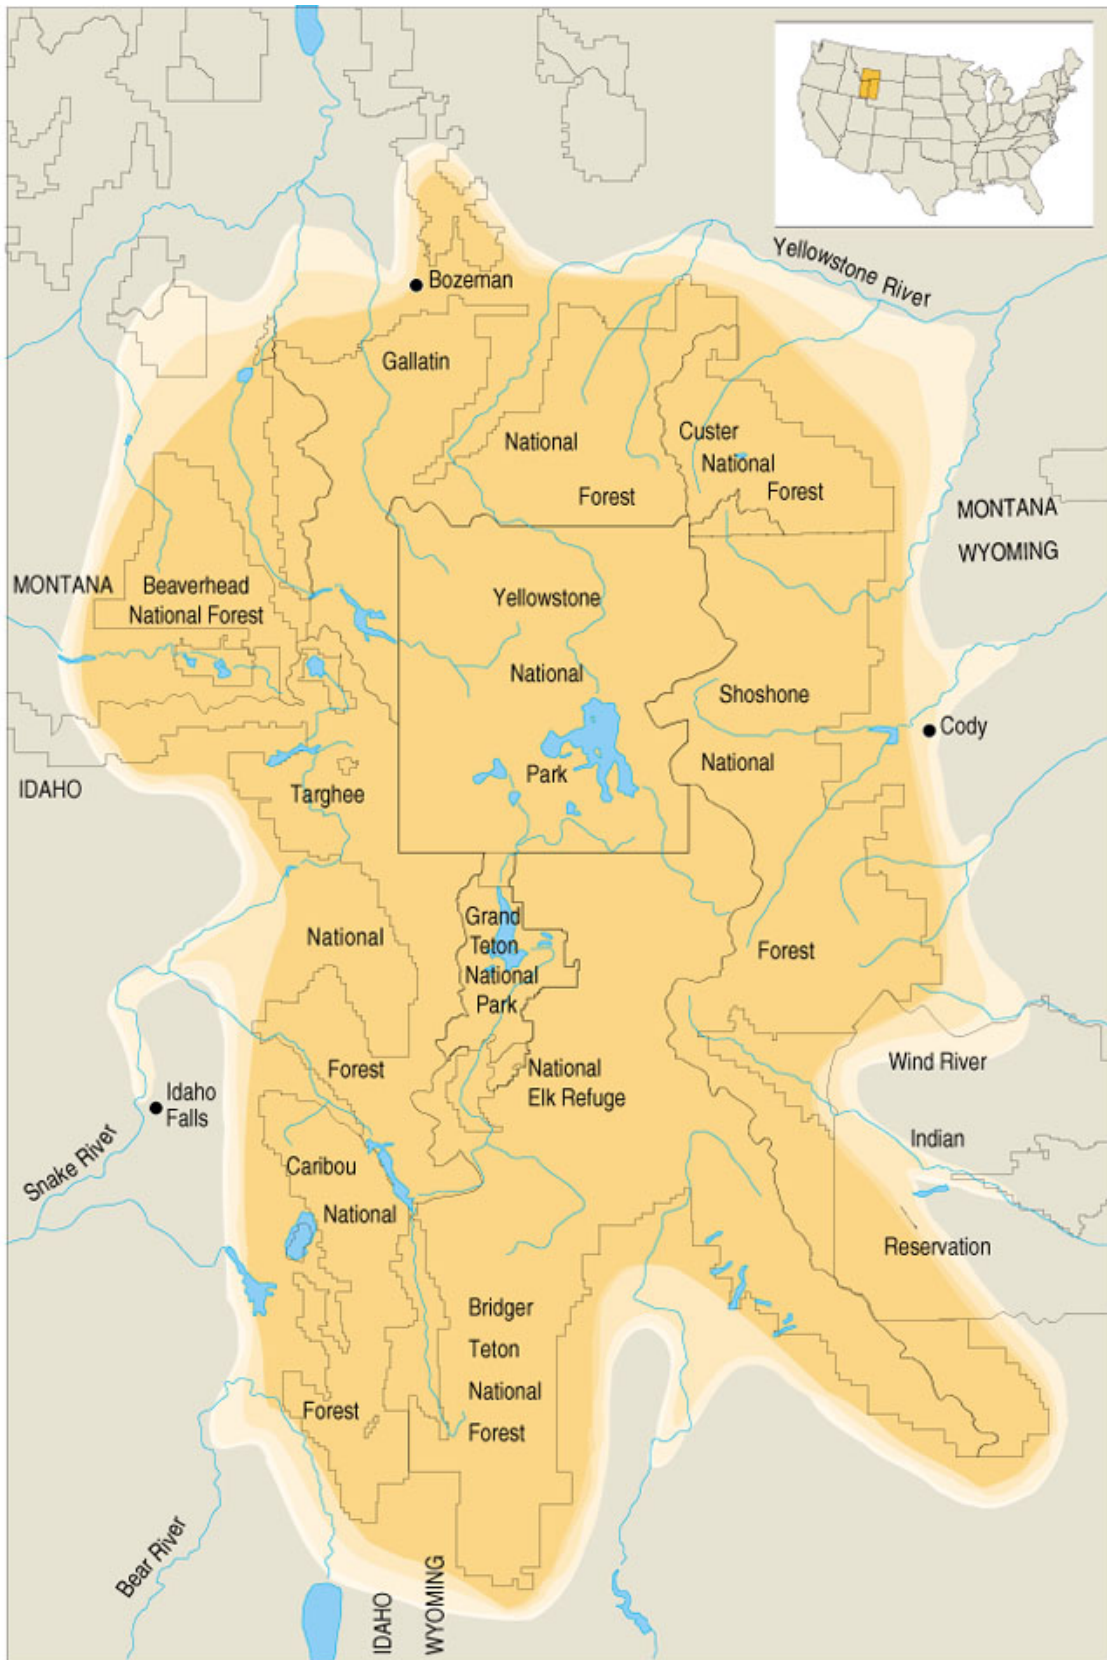 Yellowstone River
Bozeman
Gallatin
National
Forest
Custer
National
Forest
MONTANA
WYOMING
MONTANA
Beaverhead
National Forest
Yellowstone
National
Park
Shoshone
National
Forest
Cody
IDAHO
Targhee
National
Forest
Grand
Teton
National
Park
National
Elk Refuge
Wind River
Indian
Reservation
Idaho
Falls
Snake River
Caribou
National
Forest
Bridger
Teton
National
Forest
Bear River
IDAHO
WYOMING